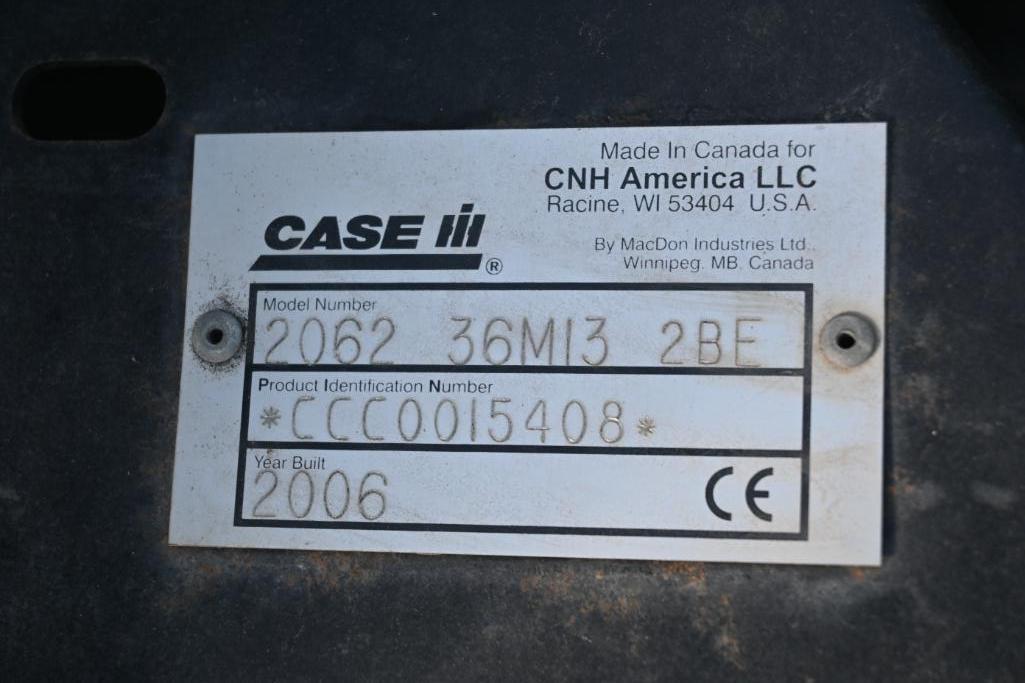 Made In Canada for
CNH America LLC
Racine, WI 53404 U.S.A.
CASE IH ®
By MacDon Industries Ltd.
Winnipeg, MB, Canada
Model Number
2062 36M13 2BE
Product Identification Number
*CCC0015408*
Year Built
2006
CE